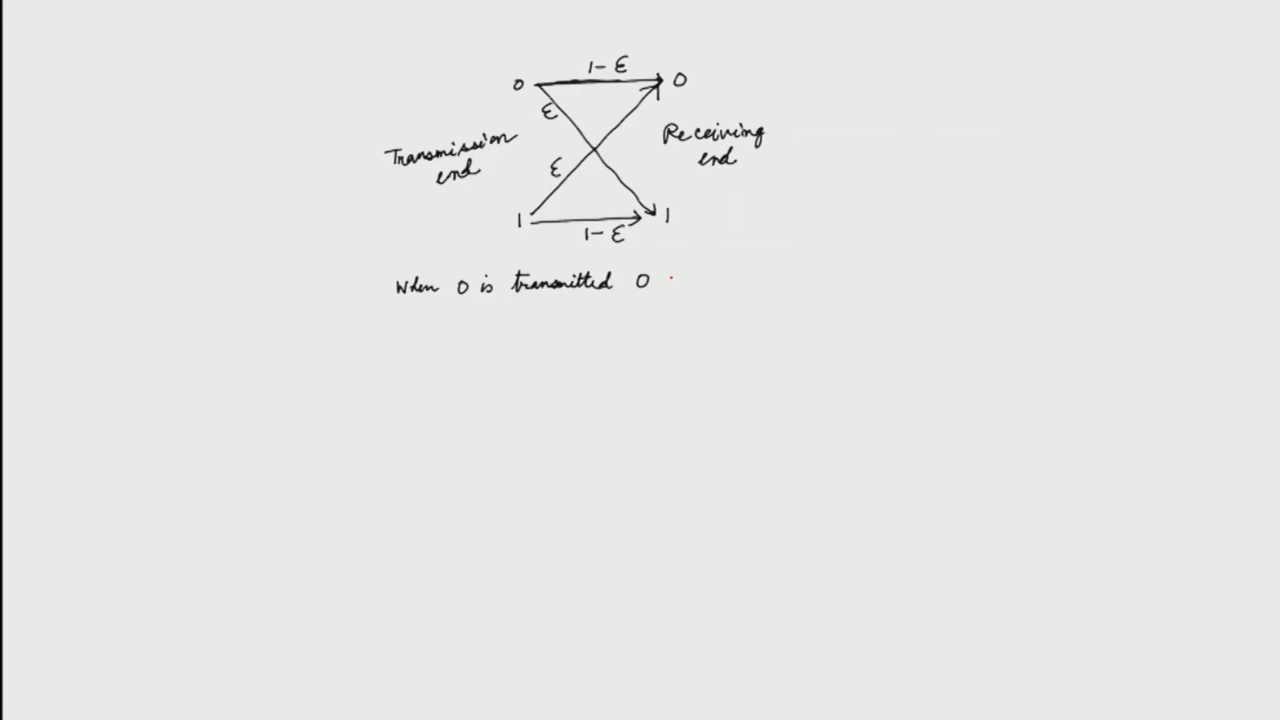 1-ε
0 0
ε
Transmission end
Receiving end
ε
1 1
1-ε
When 0 is transmitted 0